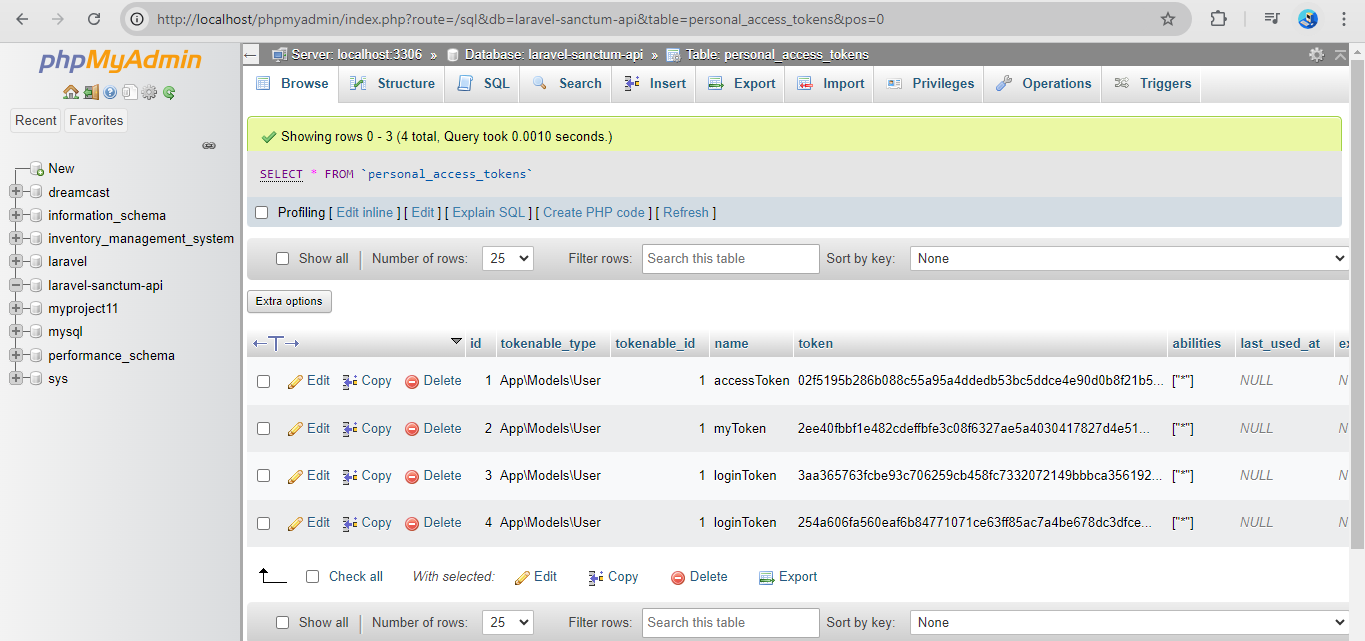 http://localhost/phpmyadmin/index.php?route=/sql&db=laravel-sanctum-api&table=personal_access_tokens&pos=0
phpMyAdmin
Recent Favorites
New
dreamcast
information_schema
inventory_management_system
laravel
laravel-sanctum-api
myproject11
mysql
performance_schema
sys
Server: localhost:3306 » Database: laravel-sanctum-api » Table: personal_access_tokens
Browse Structure SQL Search Insert Export Import Privileges Operations Triggers
Showing rows 0 - 3 (4 total, Query took 0.0010 seconds.)
SELECT * FROM `personal_access_tokens`
Profiling [ Edit inline ] [ Edit ] [ Explain SQL ] [ Create PHP code ] [ Refresh ]
Show all | Number of rows: 25 Filter rows: Search this table Sort by key: None
Extra options
←T→ id tokenable_type tokenable_id name token abilities last_used_at ex
Edit Copy Delete 1 App\Models\User 1 accessToken 02f5195b286b088c55a95a4ddedb53bc5ddce4e90d0b8f21b5... ["*"] NULL N
Edit Copy Delete 2 App\Models\User 1 myToken 2ee40fbbf1e482cdeffbfe3c08f6327ae5a4030417827d4e51... ["*"] NULL N
Edit Copy Delete 3 App\Models\User 1 loginToken 3aa365763fcbe93c706259cb458fc7332072149bbbca356192... ["*"] NULL N
Edit Copy Delete 4 App\Models\User 1 loginToken 254a606fa560eaf6b84771071ce63ff85ac7a4be678dc3dfce... ["*"] NULL N
Check all With selected: Edit Copy Delete Export
Show all | Number of rows: 25 Filter rows: Search this table Sort by key: None